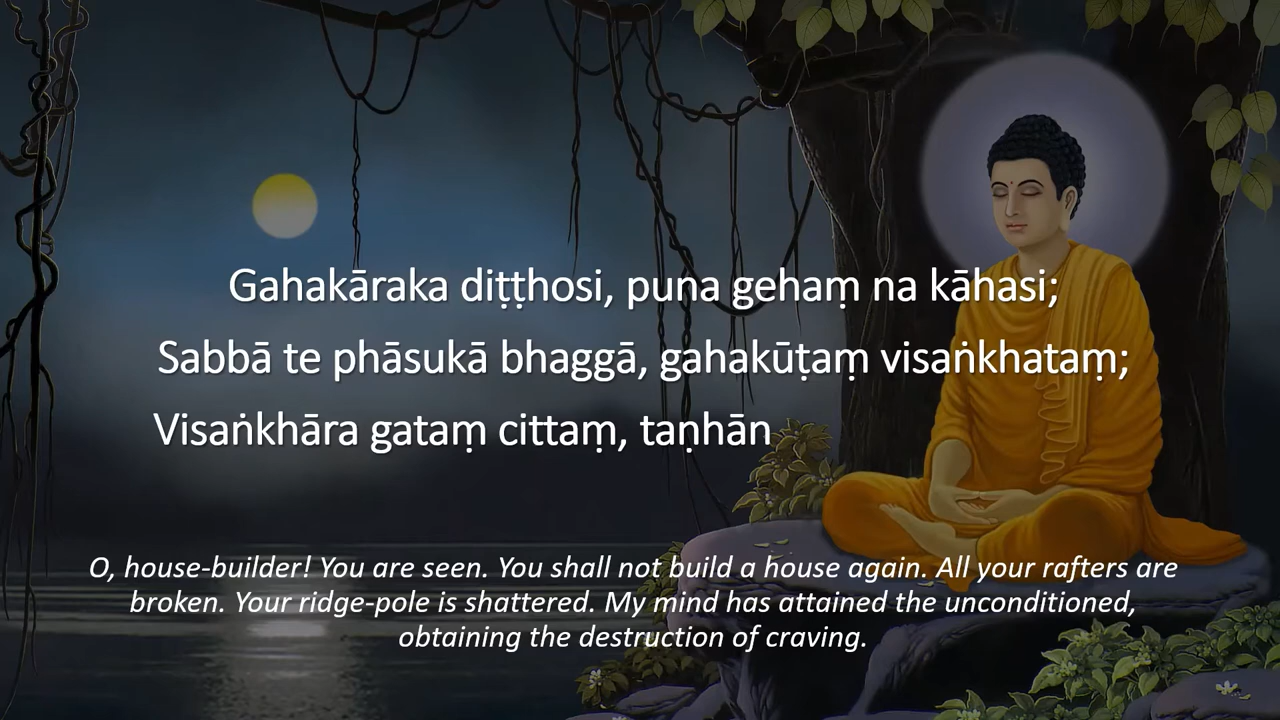 Gahakāraka diṭṭhosi, puna gehaṃ na kāhasi;
Sabbā te phāsukā bhaggā, gahakūṭaṃ visaṅkhataṃ;
Visaṅkhāra gataṃ cittaṃ, taṇhān
O, house-builder! You are seen. You shall not build a house again. All your rafters are
broken. Your ridge-pole is shattered. My mind has attained the unconditioned,
obtaining the destruction of craving.